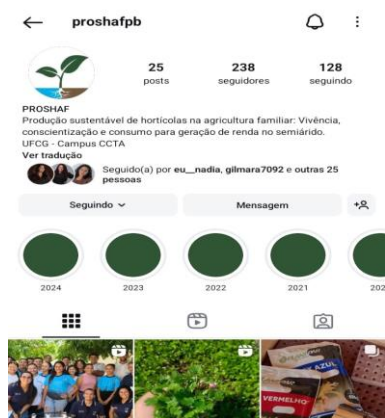 proshafpb
25 238 128
posts seguidores seguindo
PROSHAF
Produção sustentável de hortícolas na agricultura familiar: Vivência,
conscientização e consumo para geração de renda no semiárido.
UFCG - Campus CCTA
Ver tradução
Seguido(a) por eu__nadia, gilmara7092 e outras 25
pessoas
Seguindo Mensagem
2024 2023 2022 2021 202
AZUL
VERMELHO